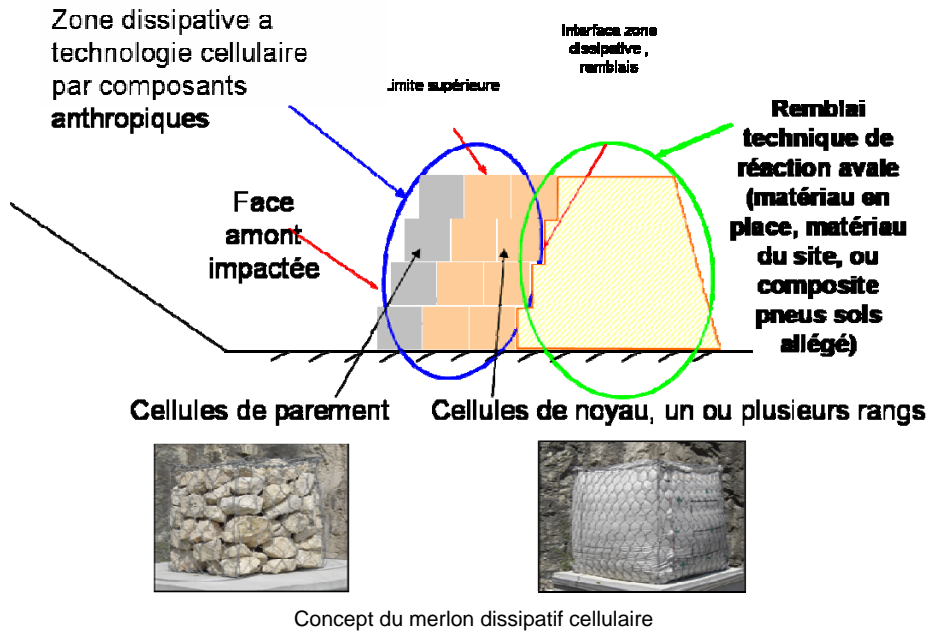 Zone dissipative a
technologie cellulaire
par composants
anthropiques
Limite supérieure
Interface zone
dissipative ,
remblais
Remblai
technique de
réaction avale
(matériau en
place, matériau
du site, ou
composite
pneus sols
allégé)
Face
amont
impactée
Cellules de parement
Cellules de noyau, un ou plusieurs rangs
Concept du merlon dissipatif cellulaire